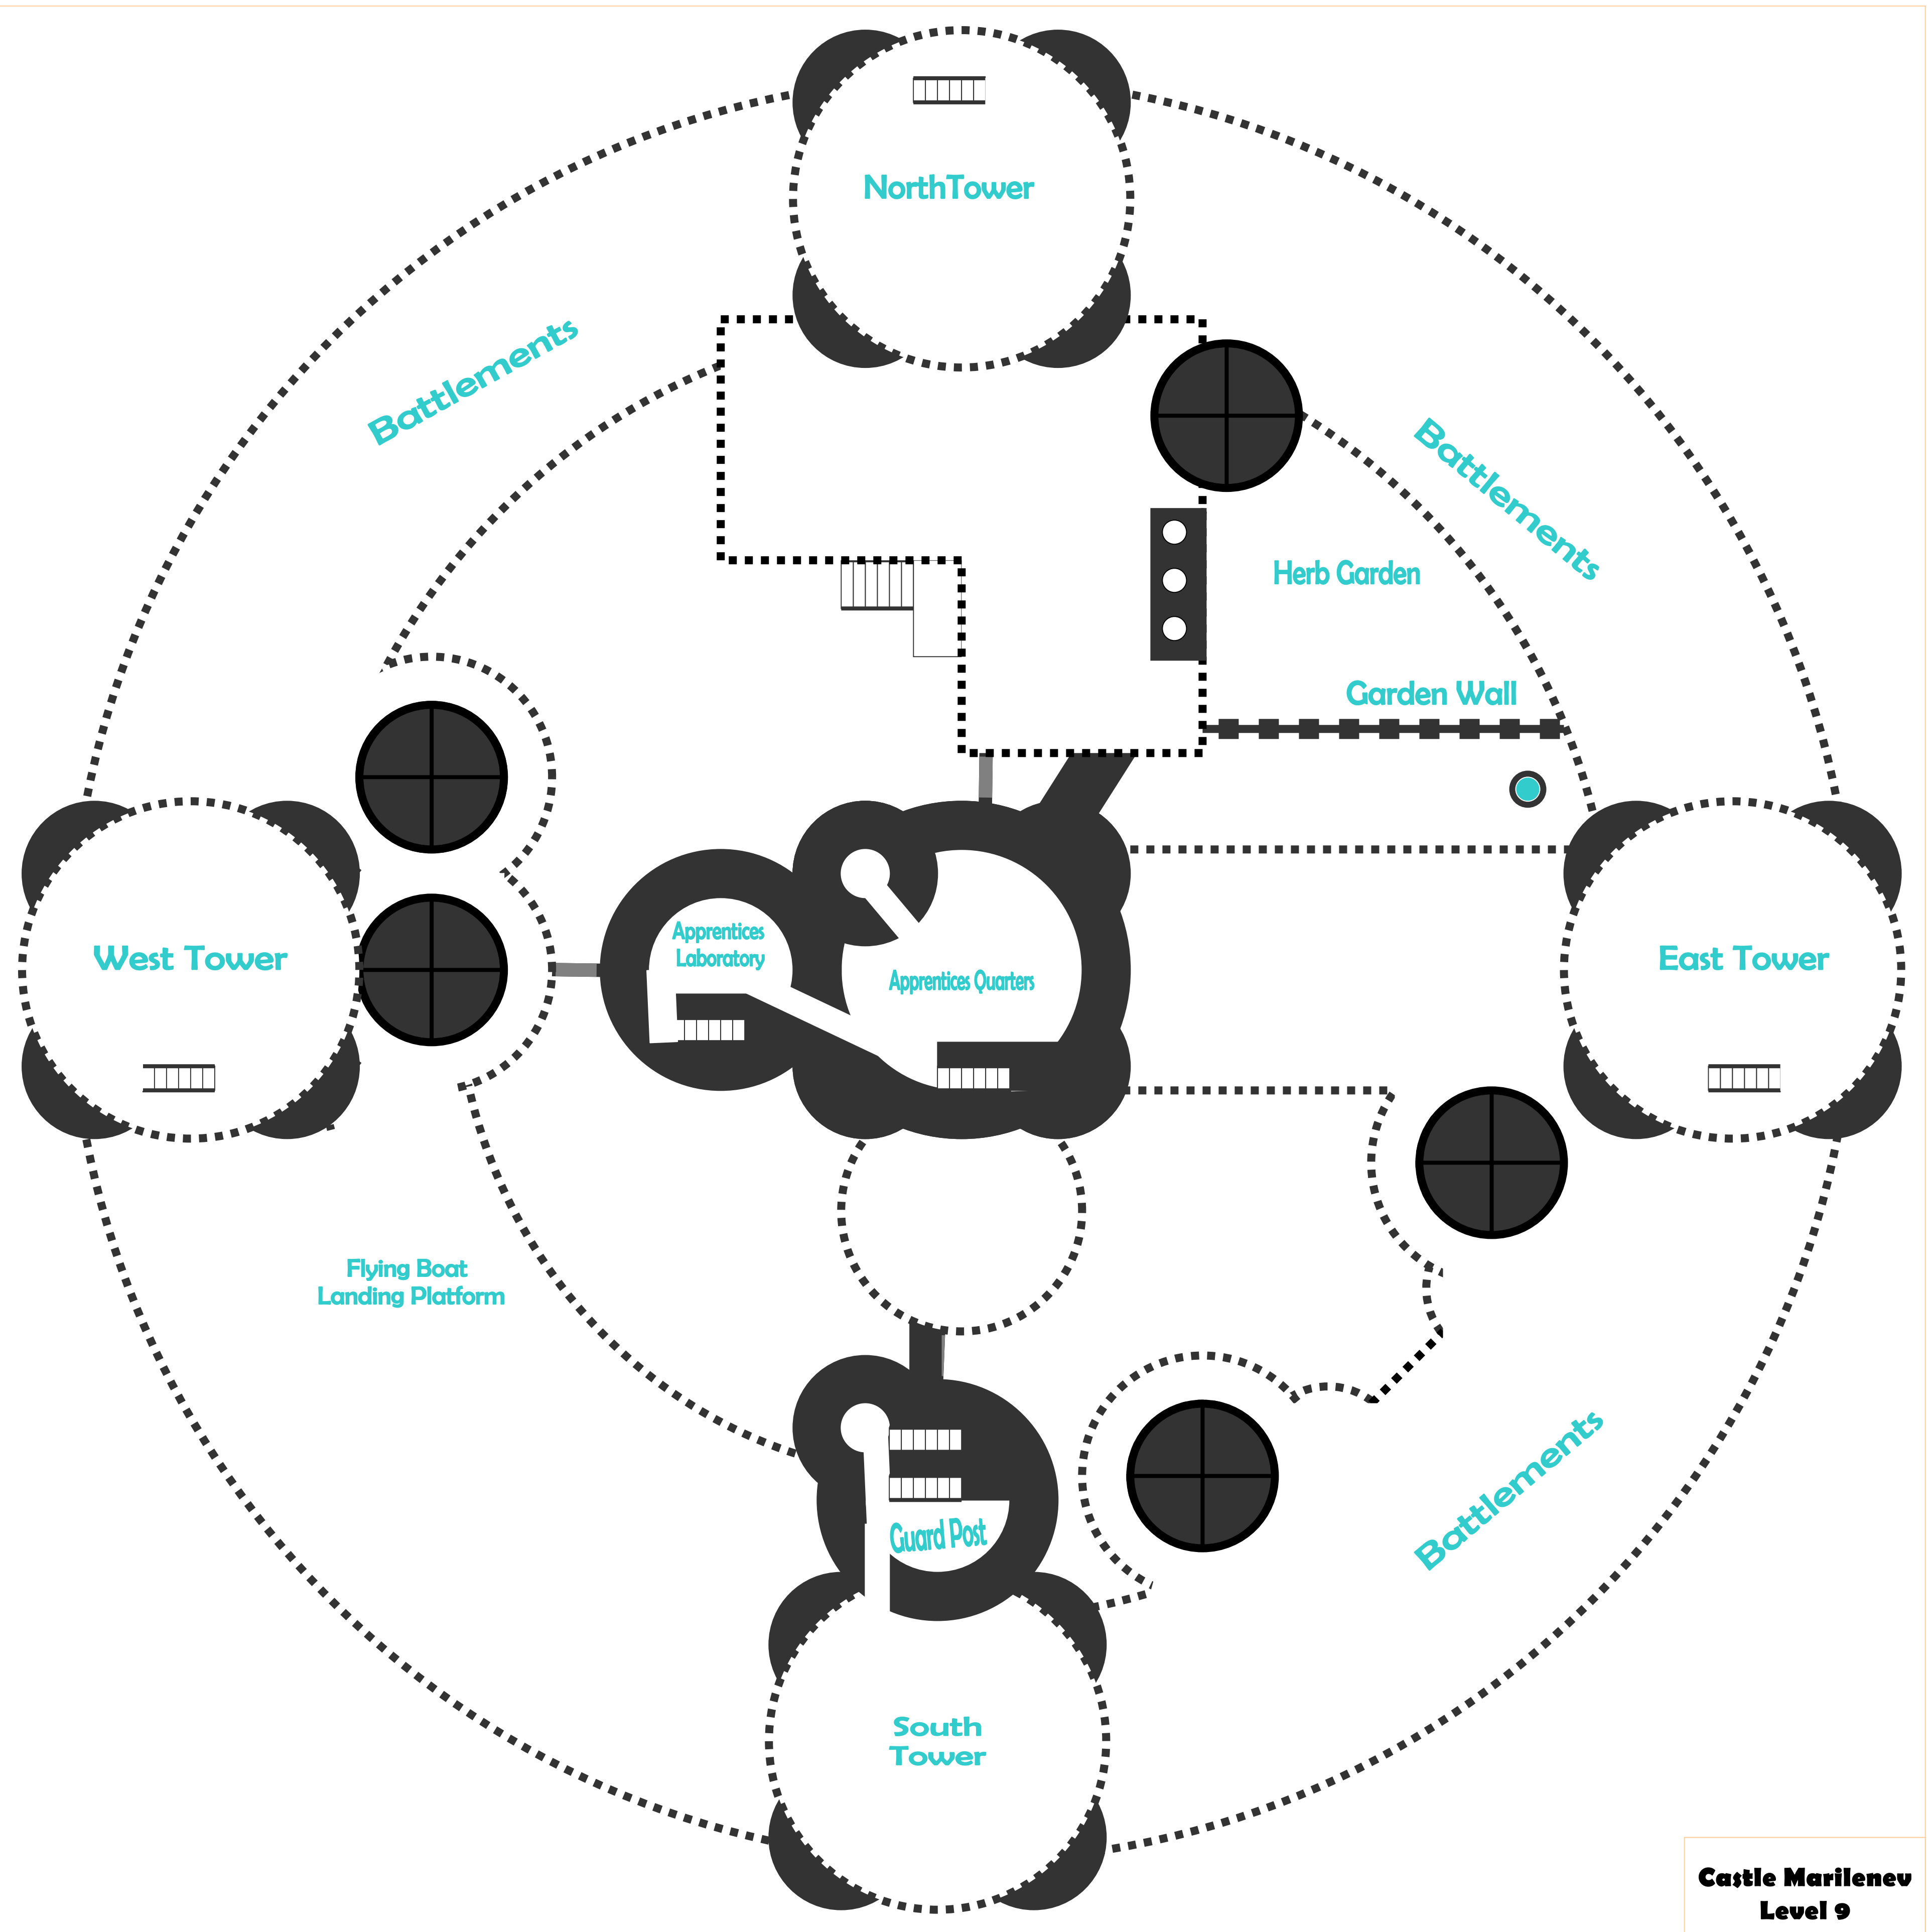 NorthTower
Battlements
Battlements
Herb Garden
Garden Wall
Apprentices
Laboratory
West Tower
Apprentices Quarters
East Tower
Flying Boat
Landing Platform
Battlements
Guard Post
South
Tower
Castle Marilenev
Level 9